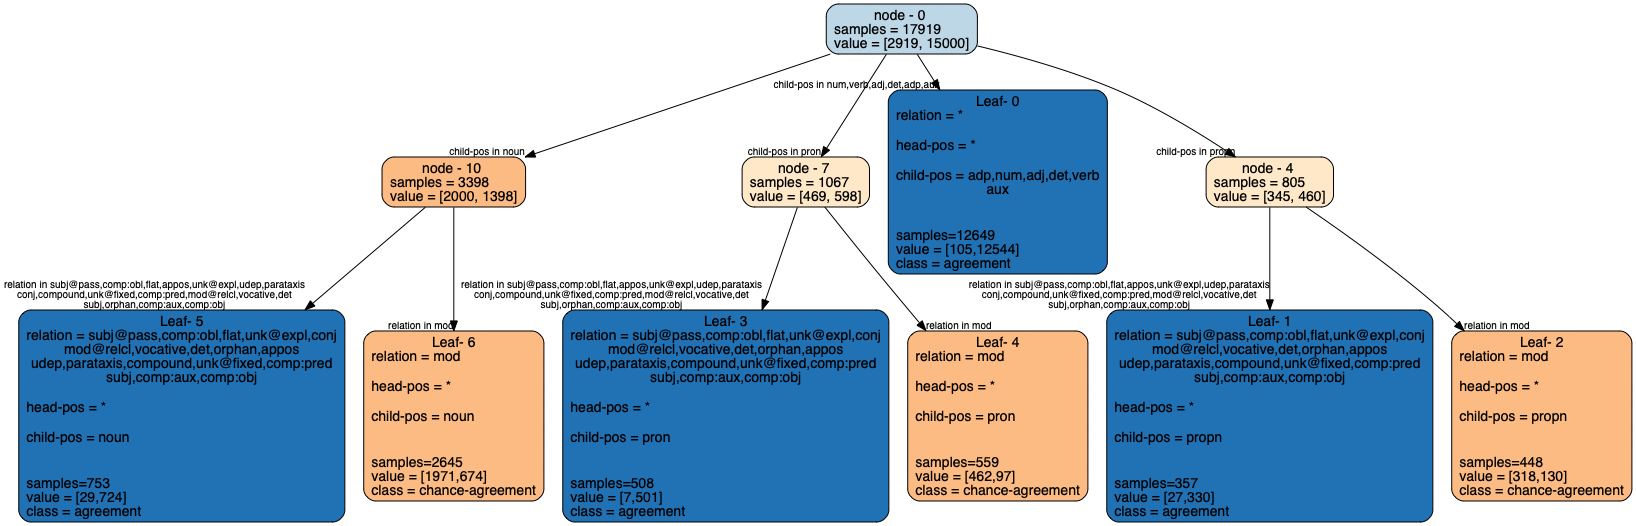 node - 0
samples = 17919
value = [2919, 15000]
child-pos in num,verb,adj,det,adp,aux
Leaf- 0
relation = *
head-pos = *
child-pos = adp,num,adj,det,verb
aux
samples=12649
value = [105,12544]
class = agreement
child-pos in noun
node - 10
samples = 3398
value = [2000, 1398]
child-pos in pron
node - 7
samples = 1067
value = [469, 598]
child-pos in propn
node - 4
samples = 805
value = [345, 460]
relation in subj@pass,comp:obl,flat,appos,unk@expl,udep,parataxis
conj,compound,unk@fixed,comp:pred,mod@relcl,vocative,det
subj,orphan,comp:aux,comp:obj
Leaf- 5
relation = subj@pass,comp:obl,flat,unk@expl,conj
mod@relcl,vocative,det,orphan,appos
udep,parataxis,compound,unk@fixed,comp:pred
subj,comp:aux,comp:obj
head-pos = *
child-pos = noun
samples=753
value = [29,724]
class = agreement
relation in mod
Leaf- 6
relation = mod
head-pos = *
child-pos = noun
samples=2645
value = [1971,674]
class = chance-agreement
relation in subj@pass,comp:obl,flat,appos,unk@expl,udep,parataxis
conj,compound,unk@fixed,comp:pred,mod@relcl,vocative,det
subj,orphan,comp:aux,comp:obj
Leaf- 3
relation = subj@pass,comp:obl,flat,unk@expl,conj
mod@relcl,vocative,det,orphan,appos
udep,parataxis,compound,unk@fixed,comp:pred
subj,comp:aux,comp:obj
head-pos = *
child-pos = pron
samples=508
value = [7,501]
class = agreement
relation in mod
Leaf- 4
relation = mod
head-pos = *
child-pos = pron
samples=559
value = [462,97]
class = chance-agreement
relation in subj@pass,comp:obl,flat,appos,unk@expl,udep,parataxis
conj,compound,unk@fixed,comp:pred,mod@relcl,vocative,det
subj,orphan,comp:aux,comp:obj
Leaf- 1
relation = subj@pass,comp:obl,flat,unk@expl,conj
mod@relcl,vocative,det,orphan,appos
udep,parataxis,compound,unk@fixed,comp:pred
subj,comp:aux,comp:obj
head-pos = *
child-pos = propn
samples=357
value = [27,330]
class = agreement
relation in mod
Leaf- 2
relation = mod
head-pos = *
child-pos = propn
samples=448
value = [318,130]
class = chance-agreement